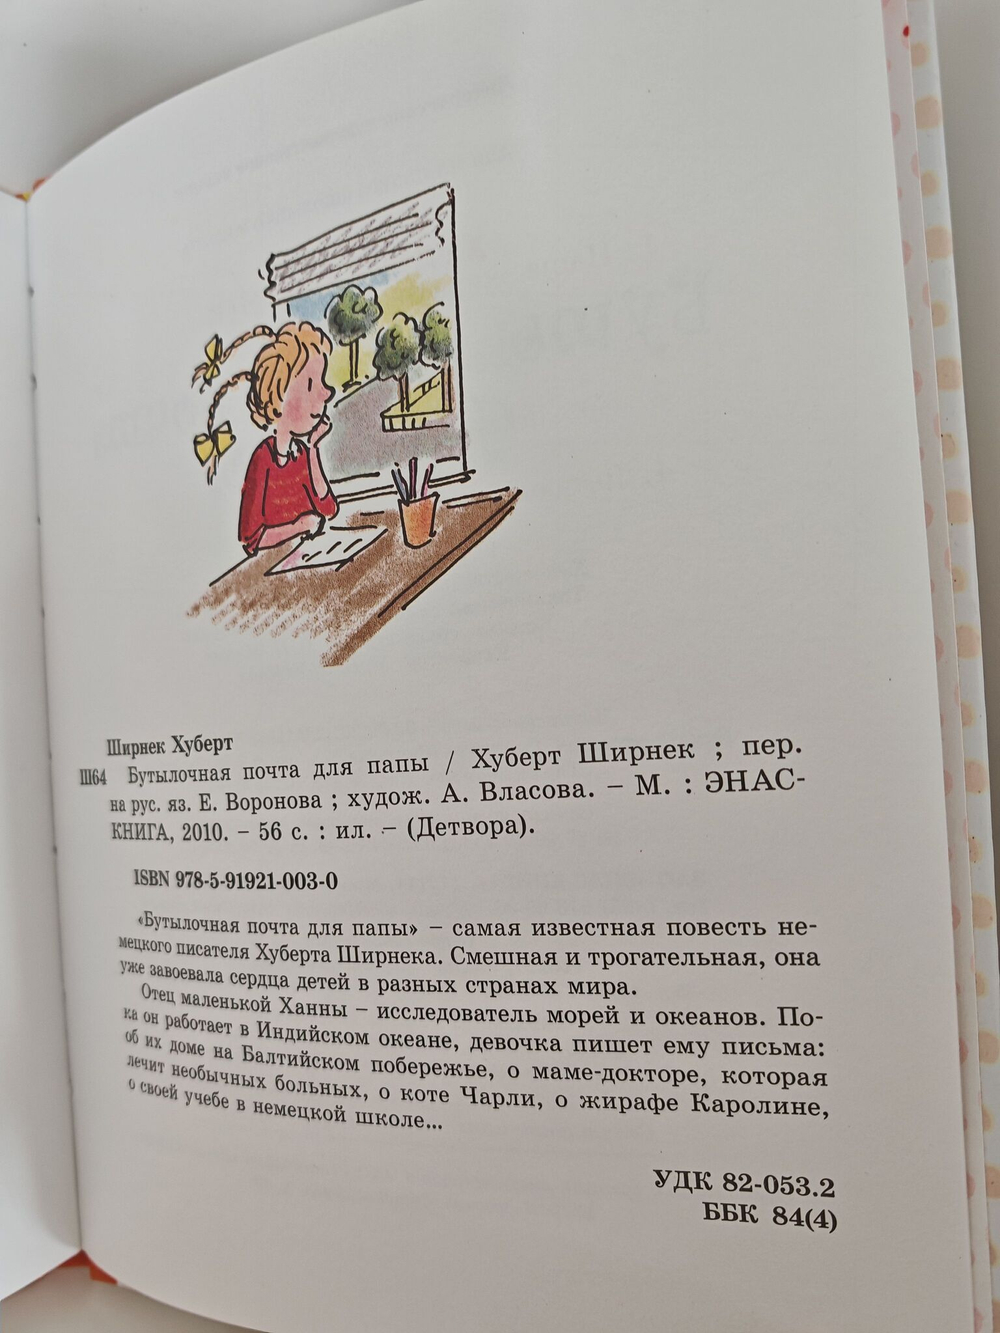 Ширнек Хуберт
Ш64 Бутылочная почта для папы / Хуберт Ширнек ; пер.
на рус. яз. Е. Воронова ; худож. А. Власова. – М. : ЭНАС-
КНИГА, 2010. – 56 с. : ил. – (Детвора).
ISBN 978-5-91921-003-0
«Бутылочная почта для папы» – самая известная повесть не-
мецкого писателя Хуберта Ширнека. Смешная и трогательная, она
уже завоевала сердца детей в разных странах мира.
Отец маленькой Ханны – исследователь морей и океанов. По-
ка он работает в Индийском океане, девочка пишет ему письма:
об их доме на Балтийском побережье, о маме-докторе, которая
лечит необычных больных, о коте Чарли, о жирафе Каролине,
о своей учебе в немецкой школе...
УДК 82-053.2
ББК 84(4)